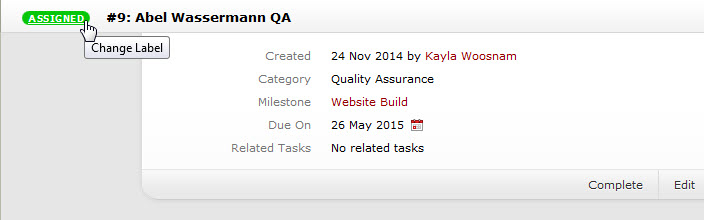 ASSIGNED #9: Abel Wassermann QA
Change Label
Created 24 Nov 2014 by Kayla Woosnam
Category Quality Assurance
Milestone Website Build
Due On 26 May 2015
Related Tasks No related tasks
Complete Edit